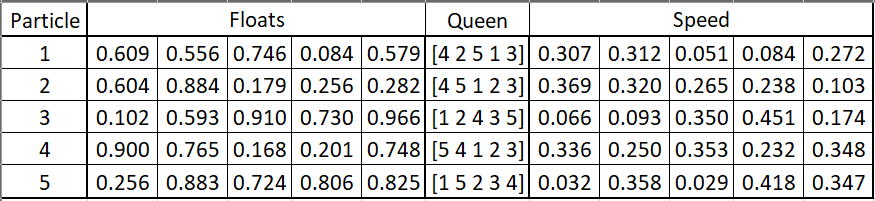 Particle Floats Queen Speed
1 0.609 0.556 0.746 0.084 0.579 [4 2 5 1 3] 0.307 0.312 0.051 0.084 0.272
2 0.604 0.884 0.179 0.256 0.282 [4 5 1 2 3] 0.369 0.320 0.265 0.238 0.103
3 0.102 0.593 0.910 0.730 0.966 [1 2 4 3 5] 0.066 0.093 0.350 0.451 0.174
4 0.900 0.765 0.168 0.201 0.748 [5 4 1 2 3] 0.336 0.250 0.353 0.232 0.348
5 0.256 0.883 0.724 0.806 0.825 [1 5 2 3 4] 0.032 0.358 0.029 0.418 0.347